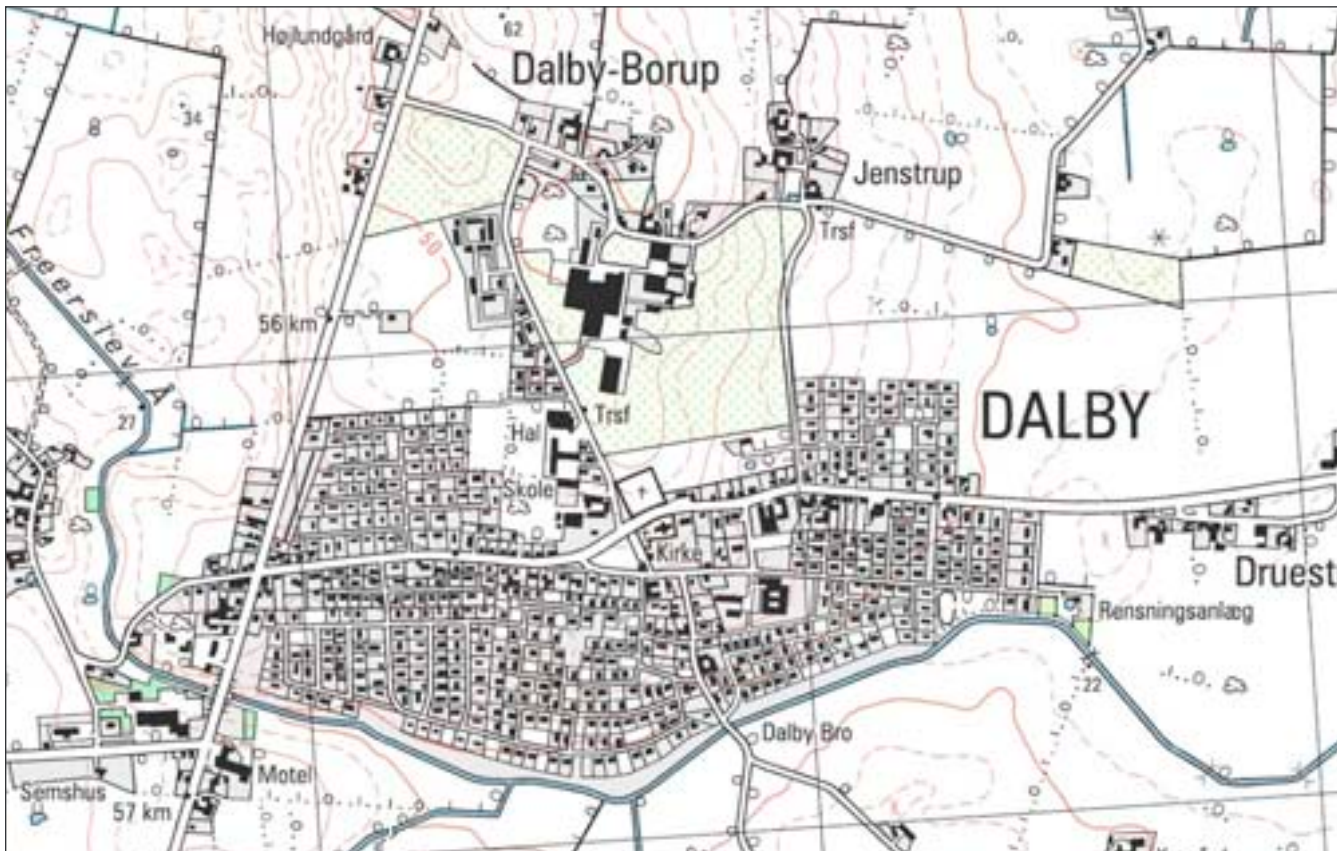 Højlundgård
62
Dalby-Borup
34
Jenstrup
Trsf
50
Freerslev Å
56 km
27
DALBY
Trsf
Hal
Skole
Kirke
Druest
Rensningsanlæg
22
Dalby Bro
Motel
Semshus
57 km